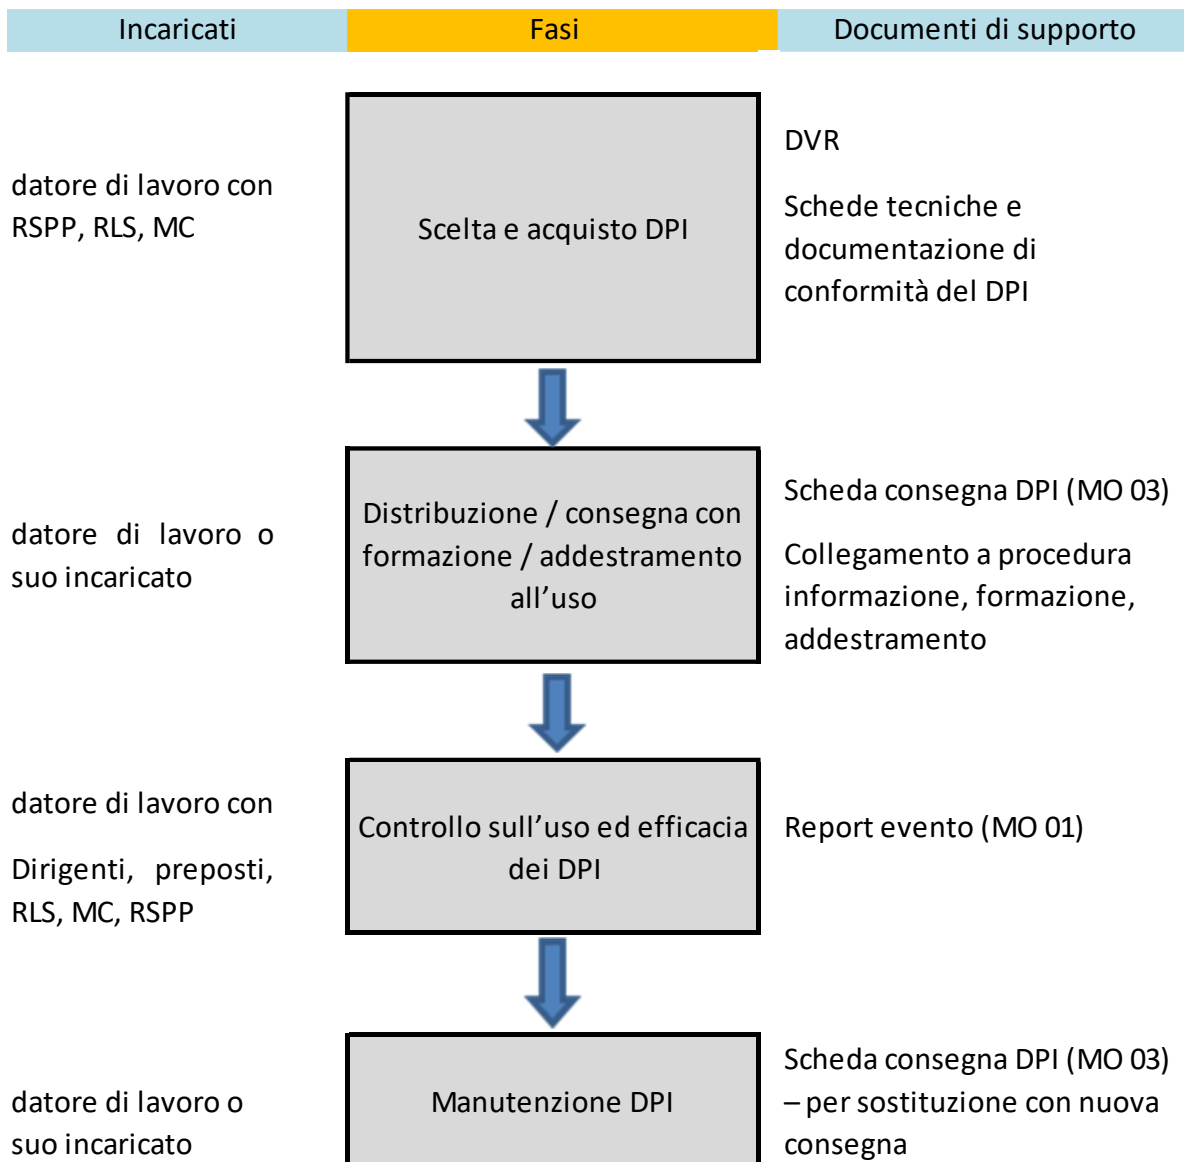 Incaricati
Fasi
Documenti di supporto
datore di lavoro con
RSPP, RLS, MC
Scelta e acquisto DPI
DVR
Schede tecniche e
documentazione di
conformità del DPI
datore di lavoro o
suo incaricato
Distribuzione / consegna con
formazione / addestramento
all’uso
Scheda consegna DPI (MO 03)
Collegamento a procedura
informazione, formazione,
addestramento
datore di lavoro con
Dirigenti, preposti,
RLS, MC, RSPP
Controllo sull’uso ed efficacia
dei DPI
Report evento (MO 01)
datore di lavoro o
suo incaricato
Manutenzione DPI
Scheda consegna DPI (MO 03)
– per sostituzione con nuova
consegna